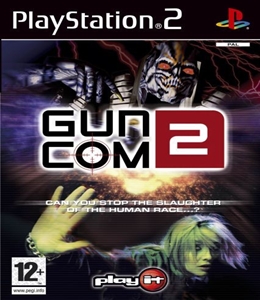 PlayStation®2
PAL
GUN
COM 2
CAN YOU STOP THE SLAUGHTER
OF THE HUMAN RACE...?
12+
www.pegi.info
play it